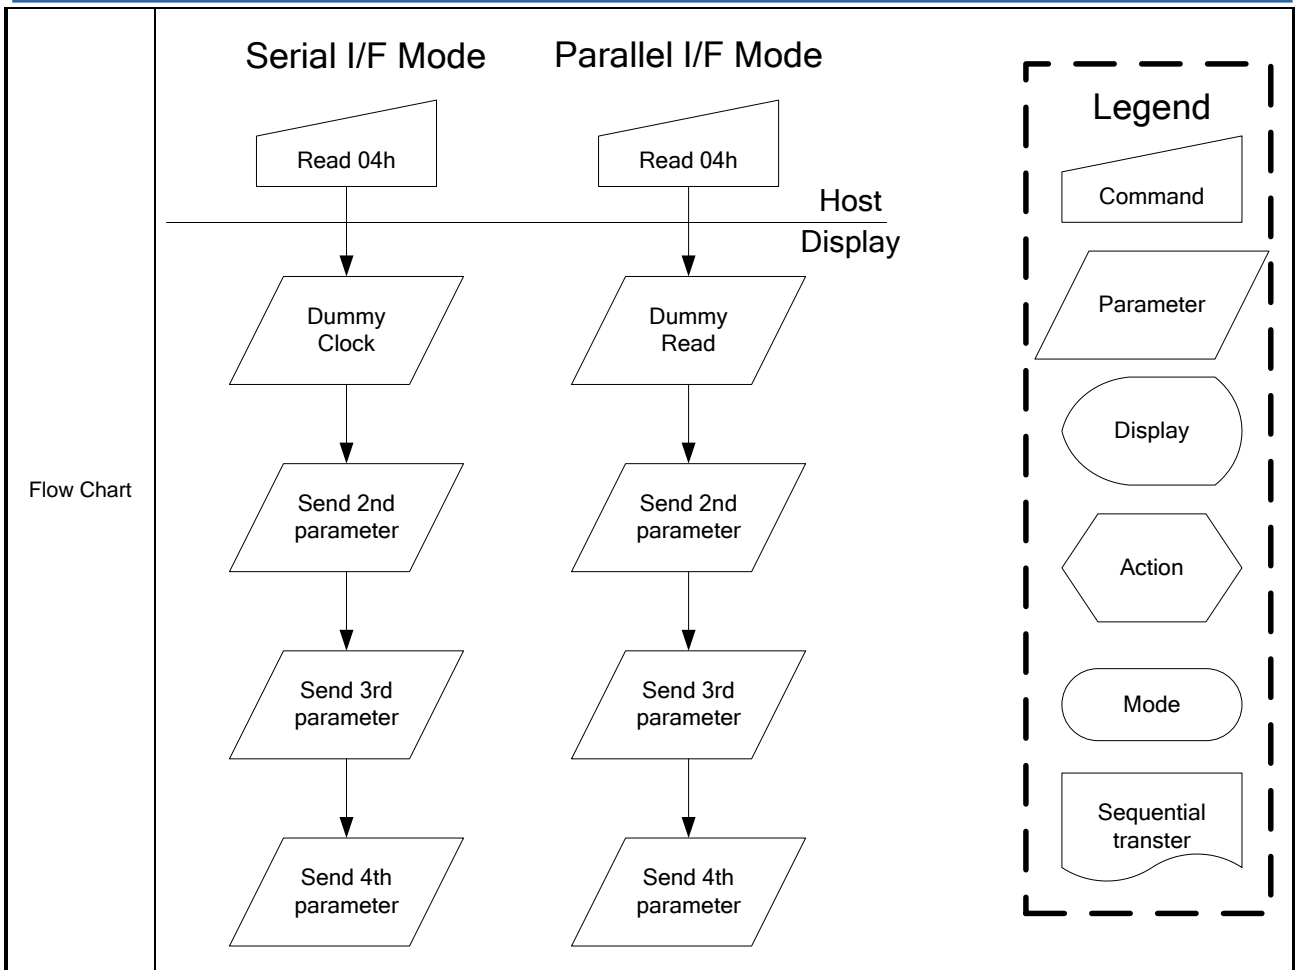 Flow Chart
Serial I/F Mode
Read 04h
Dummy
Clock
Send 2nd
parameter
Send 3rd
parameter
Send 4th
parameter
Parallel I/F Mode
Read 04h
Host
Display
Dummy
Read
Send 2nd
parameter
Send 3rd
parameter
Send 4th
parameter
Legend
Command
Parameter
Display
Action
Mode
Sequential
transter